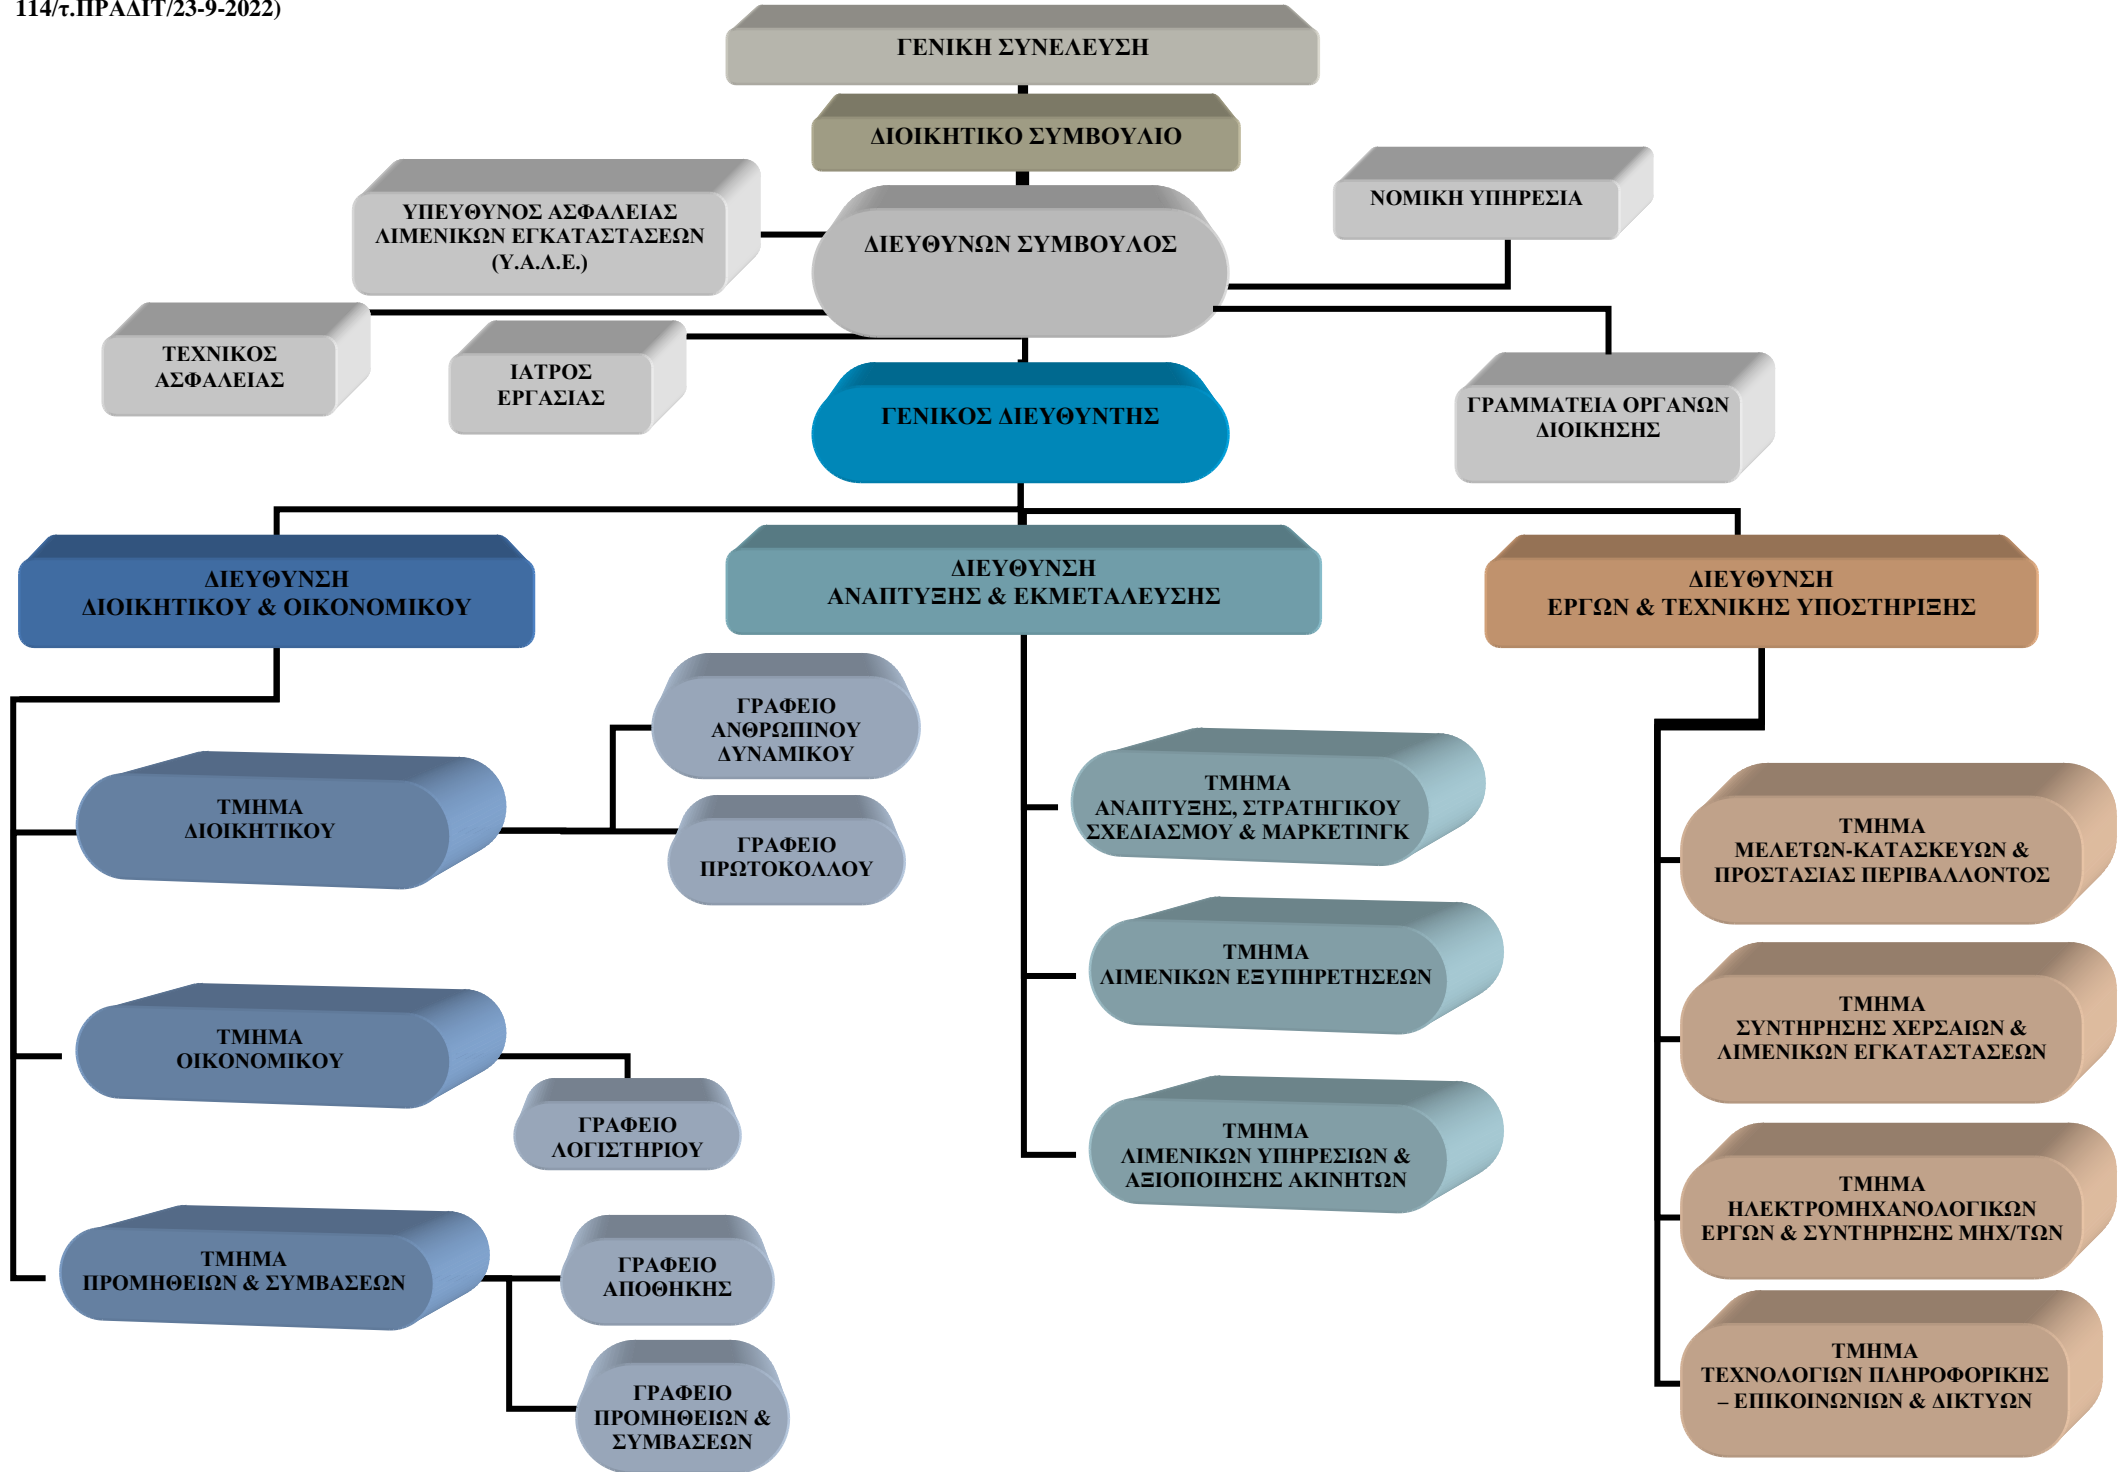 114/τ.ΠΡΑΔΙΤ/23-9-2022)
ΓΕΝΙΚΗ ΣΥΝΕΛΕΥΣΗ
ΔΙΟΙΚΗΤΙΚΟ ΣΥΜΒΟΥΛΙΟ
ΥΠΕΥΘΥΝΟΣ ΑΣΦΑΛΕΙΑΣ
ΛΙΜΕΝΙΚΩΝ ΕΓΚΑΤΑΣΤΑΣΕΩΝ
(Υ.Α.Λ.Ε.)
ΔΙΕΥΘΥΝΩΝ ΣΥΜΒΟΥΛΟΣ
ΝΟΜΙΚΗ ΥΠΗΡΕΣΙΑ
ΤΕΧΝΙΚΟΣ
ΑΣΦΑΛΕΙΑΣ
ΙΑΤΡΟΣ
ΕΡΓΑΣΙΑΣ
ΓΕΝΙΚΟΣ ΔΙΕΥΘΥΝΤΗΣ
ΓΡΑΜΜΑΤΕΙΑ ΟΡΓΑΝΩΝ
ΔΙΟΙΚΗΣΗΣ
ΔΙΕΥΘΥΝΣΗ
ΔΙΟΙΚΗΤΙΚΟΥ & ΟΙΚΟΝΟΜΙΚΟΥ
ΔΙΕΥΘΥΝΣΗ
ΑΝΑΠΤΥΞΗΣ & ΕΚΜΕΤΑΛΕΥΣΗΣ
ΔΙΕΥΘΥΝΣΗ
ΕΡΓΩΝ & ΤΕΧΝΙΚΗΣ ΥΠΟΣΤΗΡΙΞΗΣ
ΤΜΗΜΑ
ΔΙΟΙΚΗΤΙΚΟΥ
ΓΡΑΦΕΙΟ
ΑΝΘΡΩΠΙΝΟΥ
ΔΥΝΑΜΙΚΟΥ
ΓΡΑΦΕΙΟ
ΠΡΩΤΟΚΟΛΛΟΥ
ΤΜΗΜΑ
ΟΙΚΟΝΟΜΙΚΟΥ
ΓΡΑΦΕΙΟ
ΛΟΓΙΣΤΗΡΙΟΥ
ΤΜΗΜΑ
ΠΡΟΜΗΘΕΙΩΝ & ΣΥΜΒΑΣΕΩΝ
ΓΡΑΦΕΙΟ
ΑΠΟΘΗΚΗΣ
ΓΡΑΦΕΙΟ
ΠΡΟΜΗΘΕΙΩΝ &
ΣΥΜΒΑΣΕΩΝ
ΤΜΗΜΑ
ΑΝΑΠΤΥΞΗΣ, ΣΤΡΑΤΗΓΙΚΟΥ
ΣΧΕΔΙΑΣΜΟΥ & ΜΑΡΚΕΤΙΝΓΚ
ΤΜΗΜΑ
ΛΙΜΕΝΙΚΩΝ ΕΞΥΠΗΡΕΤΗΣΕΩΝ
ΤΜΗΜΑ
ΛΙΜΕΝΙΚΩΝ ΥΠΗΡΕΣΙΩΝ &
ΑΞΙΟΠΟΙΗΣΗΣ ΑΚΙΝΗΤΩΝ
ΤΜΗΜΑ
ΜΕΛΕΤΩΝ-ΚΑΤΑΣΚΕΥΩΝ &
ΠΡΟΣΤΑΣΙΑΣ ΠΕΡΙΒΑΛΛΟΝΤΟΣ
ΤΜΗΜΑ
ΣΥΝΤΗΡΗΣΗΣ ΧΕΡΣΑΙΩΝ &
ΛΙΜΕΝΙΚΩΝ ΕΓΚΑΤΑΣΤΑΣΕΩΝ
ΤΜΗΜΑ
ΗΛΕΚΤΡΟΜΗΧΑΝΟΛΟΓΙΚΩΝ
ΕΡΓΩΝ & ΣΥΝΤΗΡΗΣΗΣ ΜΗΧ/ΤΩΝ
ΤΜΗΜΑ
ΤΕΧΝΟΛΟΓΙΩΝ ΠΛΗΡΟΦΟΡΙΚΗΣ
– ΕΠΙΚΟΙΝΩΝΙΩΝ & ΔΙΚΤΥΩΝ